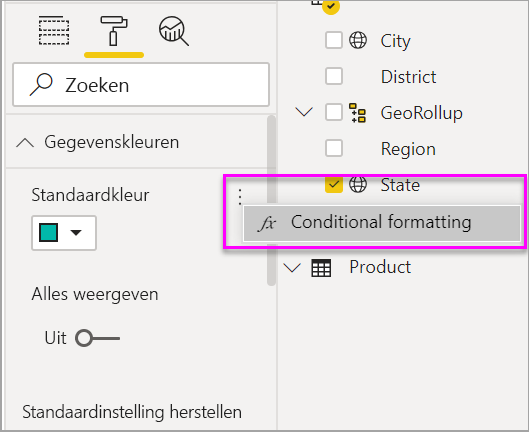 Zoeken
Gegevenskleuren
Standaardkleur
Alles weergeven
Uit
Standaardinstelling herstellen
City
District
GeoRollup
Region
State
fx Conditional formatting
Product